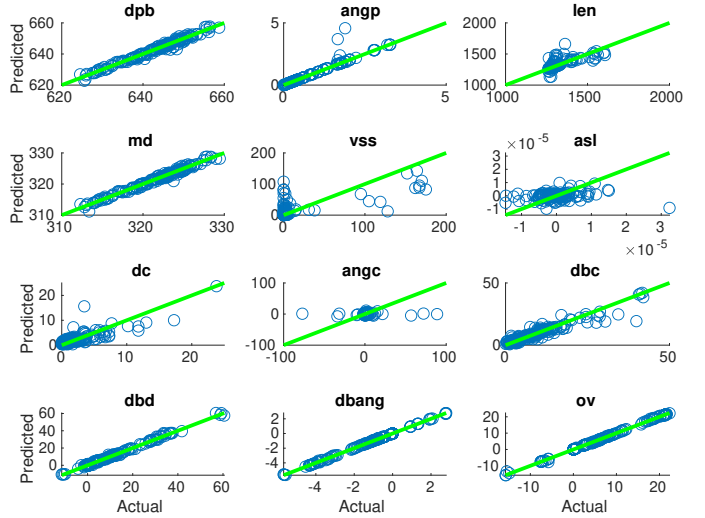 dpb angp len
Predicted
660
640
620
620 640 660
5
0
0 5
2000
1500
1000
1000 1500 2000
md vss asl
Predicted
330
320
310
310 320 330
200
100
0
0 100 200
×10^-5
3
2
1
0
-1
-1 0 1 2 3
×10^-5
dc angc dbc
Predicted
20
10
0
0 10 20
100
0
-100
-100 0 100
50
0
0 50
dbd dbang ov
Predicted
60
40
20
0
0 20 40 60
2
0
-2
-4
-4 -2 0 2
20
10
0
-10
-10 0 10 20
Actual Actual Actual